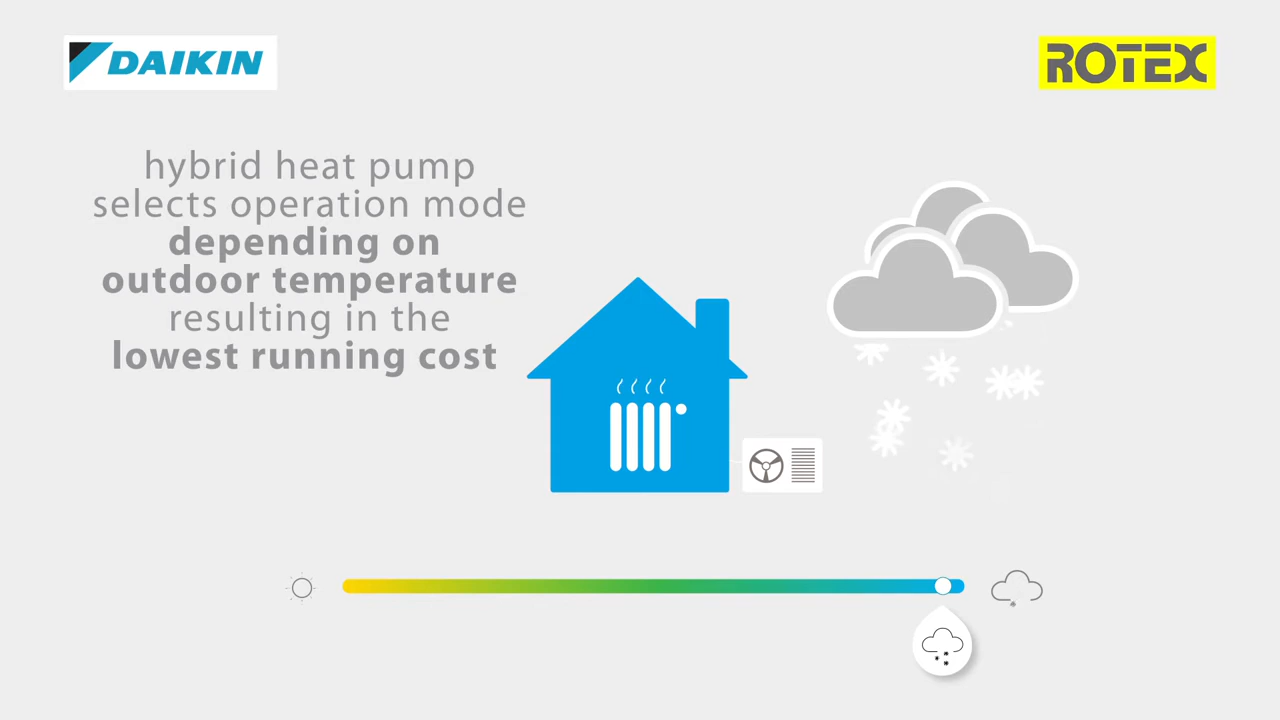 DAIKIN
ROTEX
hybrid heat pump
selects operation mode
depending on
outdoor temperature
resulting in the
lowest running cost